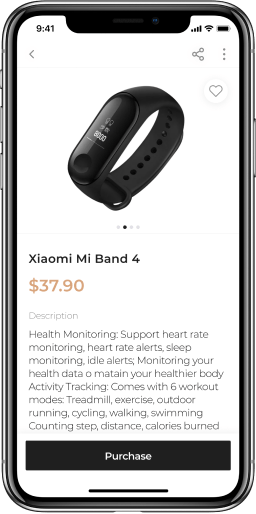 9:41
Xiaomi Mi Band 4
$37.90
Description
Health Monitoring: Support heart rate
monitoring, heart rate alerts, sleep
monitoring, idle alerts; Monitoring your
health data o matain your healthier body
Activity Tracking: Comes with 6 workout
modes: Treadmill, exercise, outdoor
running, cycling, walking, swimming
Counting step, distance, calories burned
Purchase